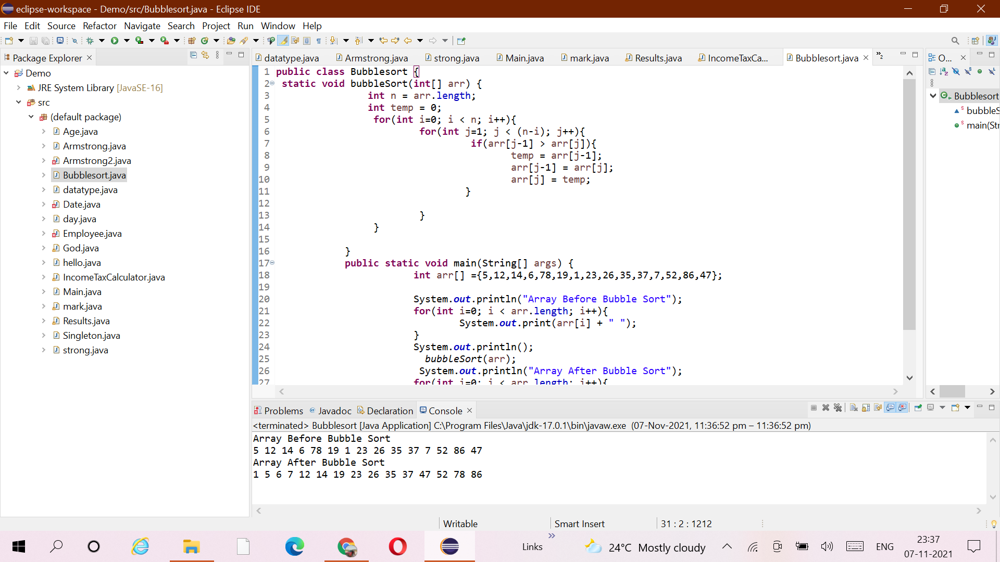 eclipse-workspace - Demo/src/Bubblesort.java - Eclipse IDE
File Edit Source Refactor Navigate Search Project Run Window Help
Package Explorer
Demo
JRE System Library [JavaSE-16]
src
(default package)
Age.java
Armstrong.java
Armstrong2.java
Bubblesort.java
datatype.java
Date.java
day.java
Employee.java
God.java
hello.java
IncomeTaxCalculator.java
Main.java
mark.java
Results.java
Singleton.java
strong.java
datatype.java Armstrong.java strong.java Main.java mark.java Results.java IncomeTaxCa... Bubblesort.java »2
1 public class Bubblesort {
2 static void bubbleSort(int[] arr) {
3 int n = arr.length;
4 int temp = 0;
5 for(int i=0; i < n; i++){
6 for(int j=1; j < (n-i); j++){
7 if(arr[j-1] > arr[j]){
8 temp = arr[j-1];
9 arr[j-1] = arr[j];
10 arr[j] = temp;
11 }
12
13 }
14 }
15
16 }
17 public static void main(String[] args) {
18 int arr[] ={5,12,14,6,78,19,1,23,26,35,37,7,52,86,47};
19
20 System.out.println("Array Before Bubble Sort");
21 for(int i=0; i < arr.length; i++){
22 System.out.print(arr[i] + " ");
23 }
24 System.out.println();
25 bubbleSort(arr);
26 System.out.println("Array After Bubble Sort");
27 for(int i=0; i < arr.length; i++){
O...
Bubblesort
bubbleS
main(Str
Problems @ Javadoc Declaration Console
<terminated> Bubblesort [Java Application] C:\Program Files\Java\jdk-17.0.1\bin\javaw.exe (07-Nov-2021, 11:36:52 pm – 11:36:52 pm)
Array Before Bubble Sort
5 12 14 6 78 19 1 23 26 35 37 7 52 86 47
Array After Bubble Sort
1 5 6 7 12 14 19 23 26 35 37 47 52 78 86
Writable Smart Insert 31 : 2 : 1212
Links » 24°C Mostly cloudy ENG 23:37
07-11-2021